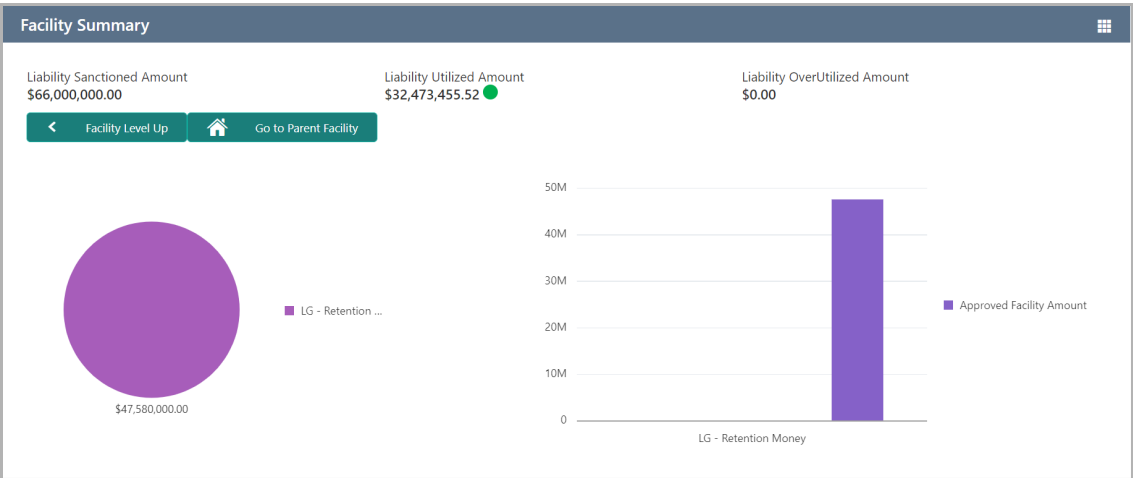 Facility Summary
Liability Sanctioned Amount
$66,000,000.00
Liability Utilized Amount
$32,473,455.52
Liability OverUtilized Amount
$0.00
Facility Level Up
Go to Parent Facility
LG - Retention ...
$47,580,000.00
50M
40M
30M
20M
10M
0
LG - Retention Money
Approved Facility Amount